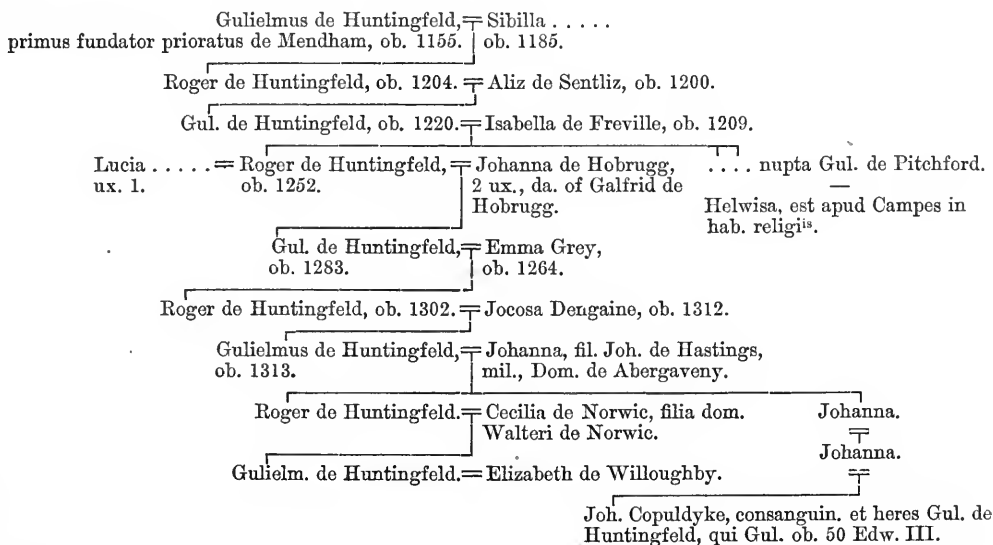 Gulielmus de Huntingfeld, = Sibilla . . . . .
primus fundator prioratus de Mendham, ob. 1155. ob. 1185.
Roger de Huntingfeld, ob. 1204. = Aliz de Sentliz, ob. 1200.
Gul. de Huntingfeld, ob. 1220. = Isabella de Freville, ob. 1209.
Lucia . . . . . = Roger de Huntingfeld, = Johanna de Hobrugg, . . . . nupta Gul. de Pitchford.
ux. 1. ob. 1252. 2 ux., da. of Galfrid de —
Hobrugg. Helwisa, est apud Campes in
hab. religiis.
Gul. de Huntingfeld, = Emma Grey,
ob. 1283. ob. 1264.
Roger de Huntingfeld, ob. 1302. = Jocosa Dengaine, ob. 1312.
Gulielmus de Huntingfeld, = Johanna, fil. Joh. de Hastings,
ob. 1313. mil., Dom. de Abergaveny.
Roger de Huntingfeld. = Cecilia de Norwic, filia dom. Johanna.
Walteri de Norwic. =
Johanna.
Gulielm. de Huntingfeld. = Elizabeth de Willoughby. =
Joh. Copuldyke, consanguin. et heres Gul. de
Huntingfeld, qui Gul. ob. 50 Edw. III.